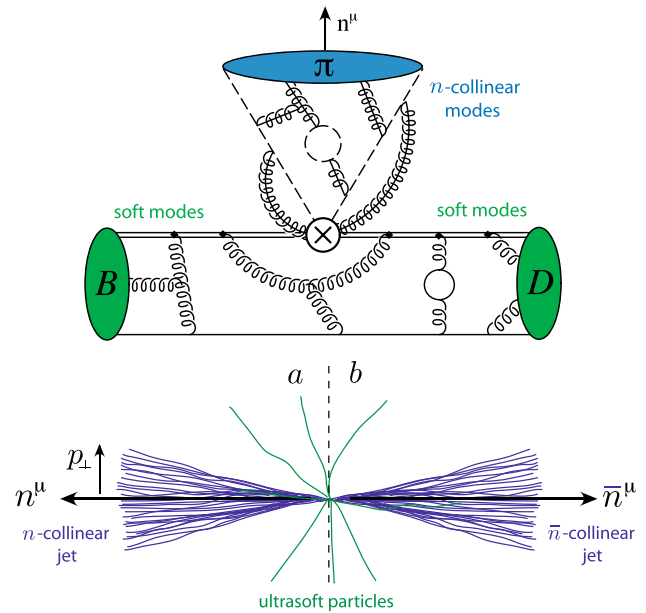 n^μ
π
n-collinear
modes
soft modes
soft modes
B
D
a
b
p_⊥
n^μ
n̄^μ
n-collinear
jet
n̄-collinear
jet
ultrasoft particles